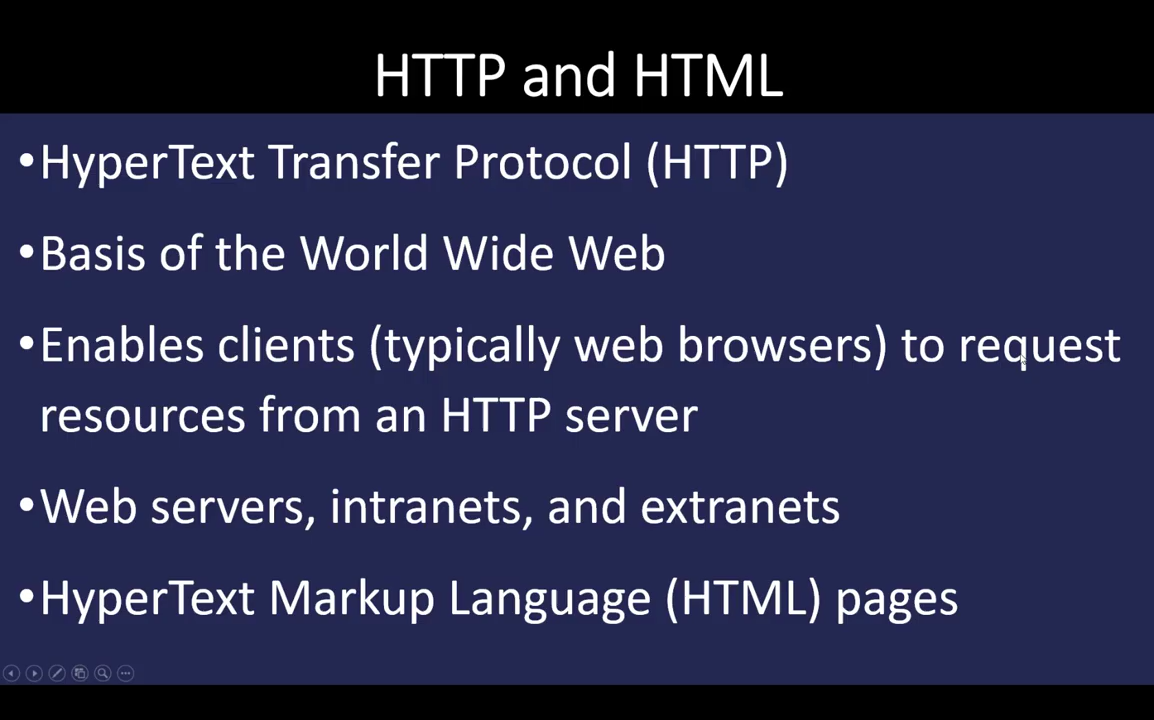 HTTP and HTML
•HyperText Transfer Protocol (HTTP)
•Basis of the World Wide Web
•Enables clients (typically web browsers) to request
resources from an HTTP server
•Web servers, intranets, and extranets
•HyperText Markup Language (HTML) pages